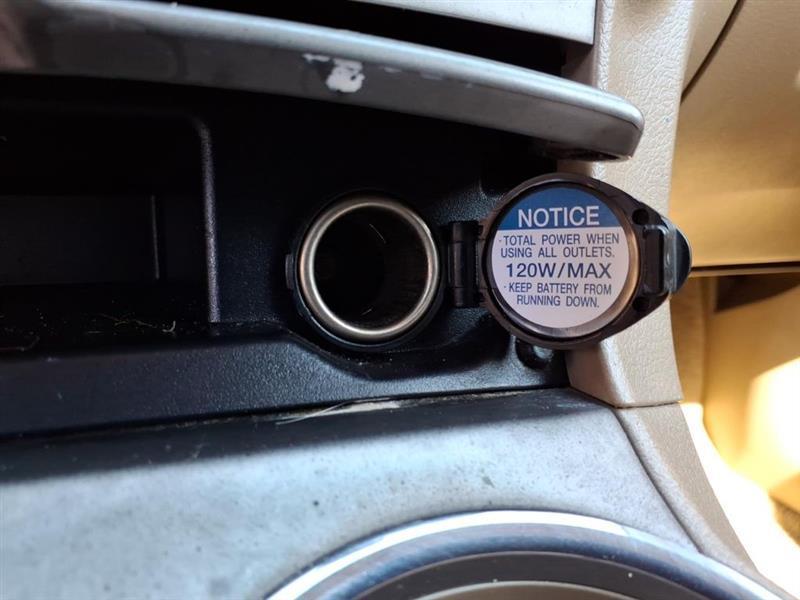 NOTICE
·TOTAL POWER WHEN
USING ALL OUTLETS.
120W/MAX
·KEEP BATTERY FROM
RUNNING DOWN.